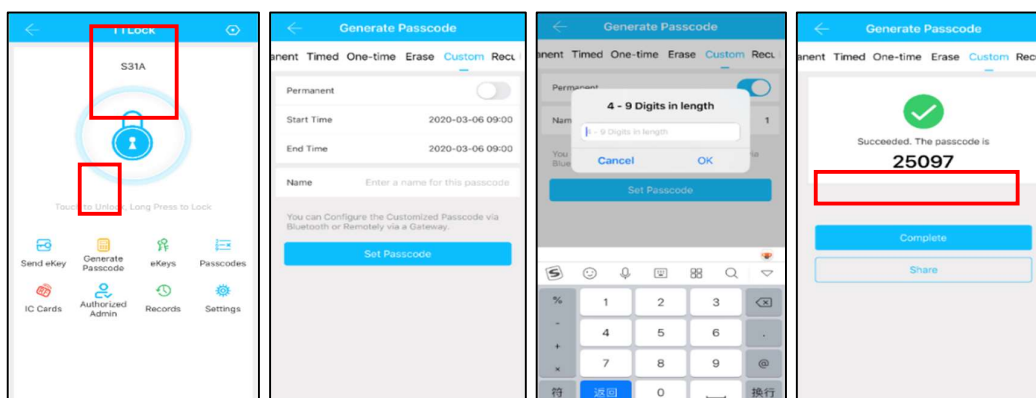 TTLock
S31A
Touch to Unlock, Long Press to Lock
Send eKey
Generate
Passcode
eKeys
Passcodes
IC Cards
Authorized
Admin
Records
Settings
Generate Passcode
anent Timed One-time Erase Custom Recu
Permanent
Start Time 2020-03-06 09:00
End Time 2020-03-06 09:00
Name Enter a name for this passcode
You can Configure the Customized Passcode via
Bluetooth or Remotely via a Gateway.
Set Passcode
Generate Passcode
anent Timed One-time Erase Custom Recu
Permanent
4 - 9 Digits in length
Nam 1
4 - 9 Digits in length
You via
Blue
Cancel OK
Set Passcode
% 1 2 3
- 4 5 6 .
+
× 7 8 9 @
符 返回 0 换行
Generate Passcode
anent Timed One-time Erase Custom Recu
Succeeded. The passcode is
25097
Complete
Share